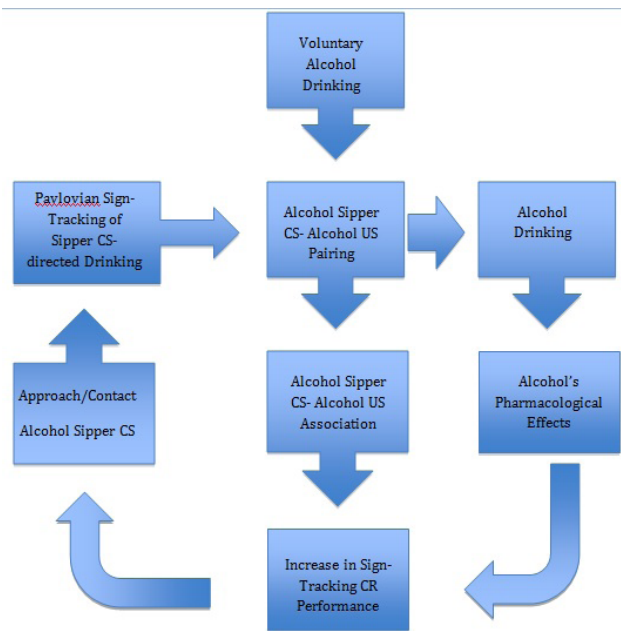 Voluntary
Alcohol
Drinking
Pavlovian Sign-
Tracking of
Sipper CS-
directed Drinking
Alcohol Sipper
CS- Alcohol US
Pairing
Alcohol
Drinking
Approach/Contact
Alcohol Sipper CS
Alcohol Sipper
CS- Alcohol US
Association
Alcohol's
Pharmacological
Effects
Increase in Sign-
Tracking CR
Performance